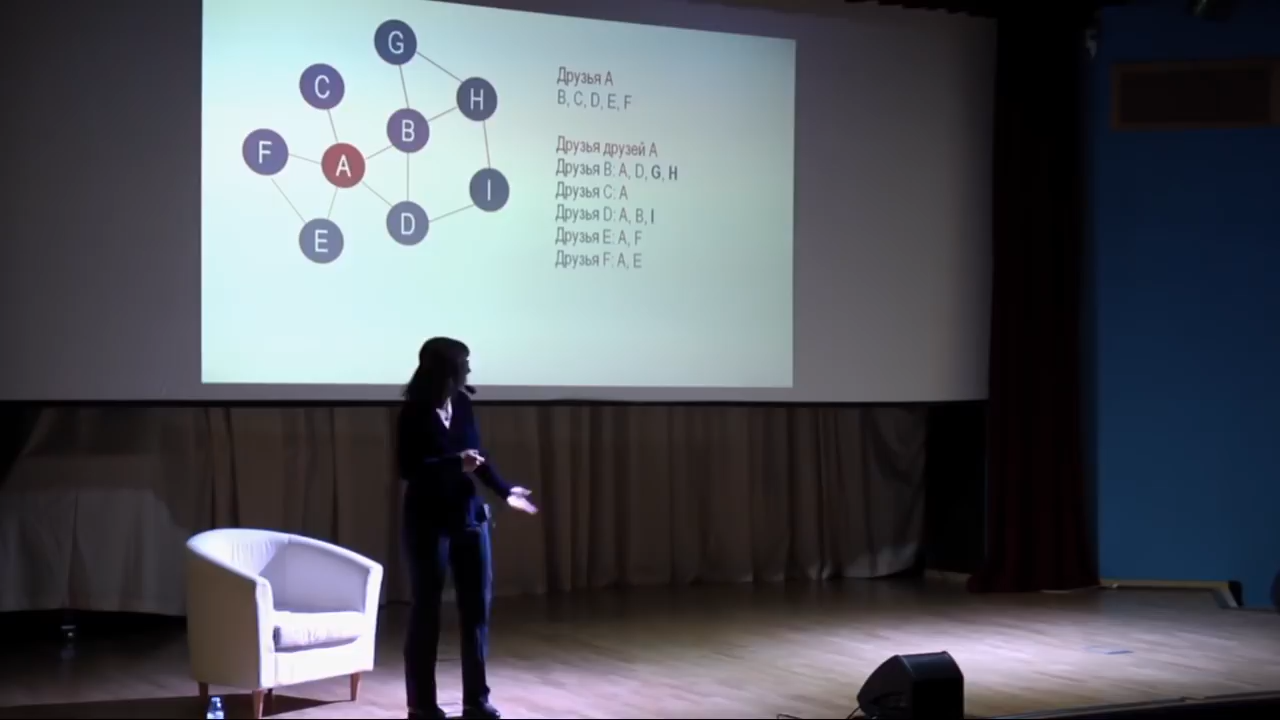 G
C
H
B
F
A
I
D
E
Друзья A
B, C, D, E, F
Друзья друзей A
Друзья B: A, D, G, H
Друзья C: A
Друзья D: A, B, I
Друзья E: A, F
Друзья F: A, E